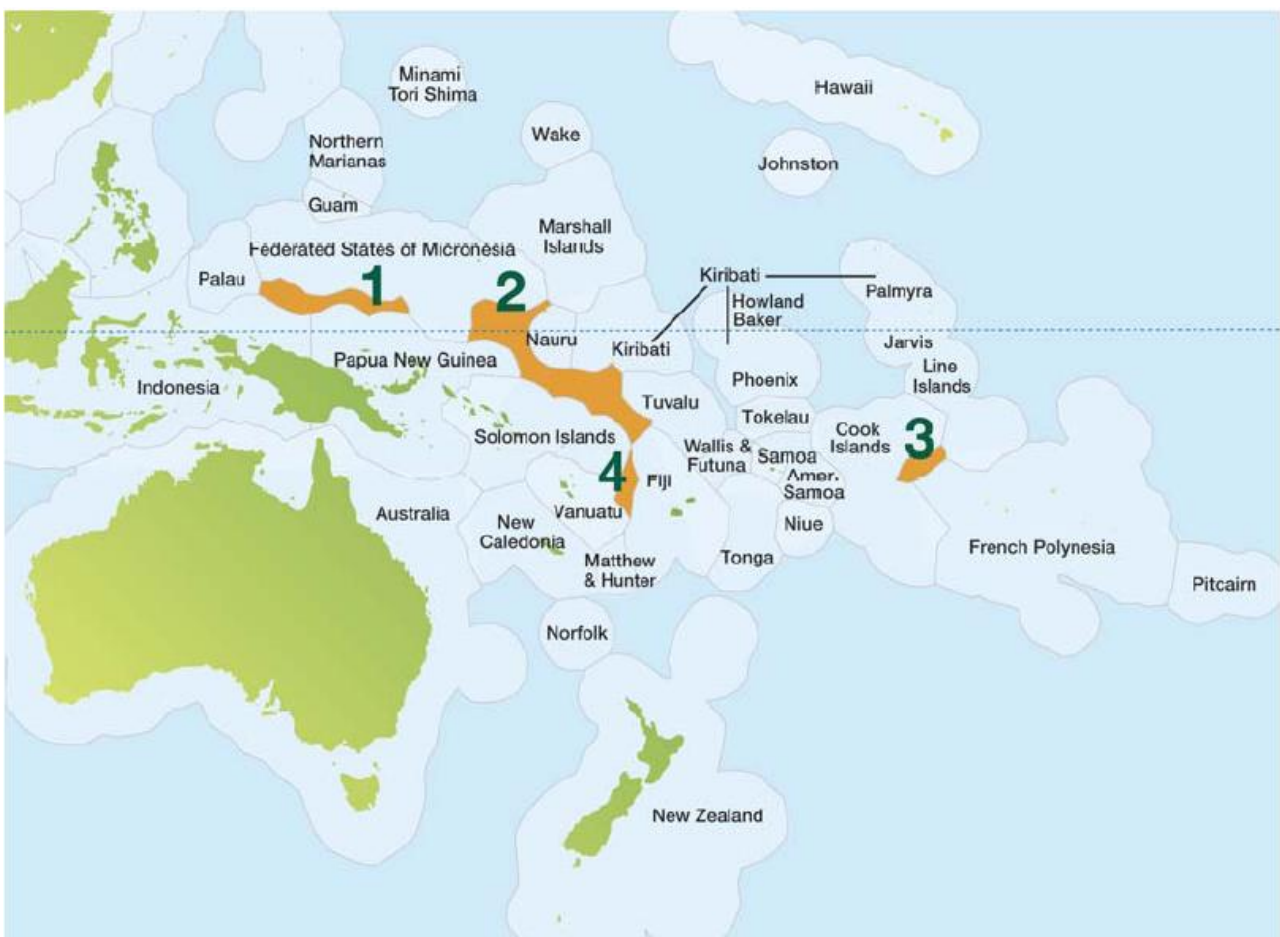 Minami
Tori Shima
Hawaii
Northern
Marianas
Wake
Johnston
Guam
Marshall
Islands
Federated States of Micronesia
Palau
1
2
Kiribati
Palmyra
Howland
Baker
Nauru
Kiribati
Jarvis
Papua New Guinea
Indonesia
Line
Islands
Phoenix
Tuvalu
Tokelau
Cook
Islands
3
Solomon Islands
Wallis &
Futuna
Samoa
4
Fiji
Amer.
Samoa
Vanuatu
Australia
New
Caledonia
Niue
Matthew
& Hunter
Tonga
French Polynesia
Pitcairn
Norfolk
New Zealand